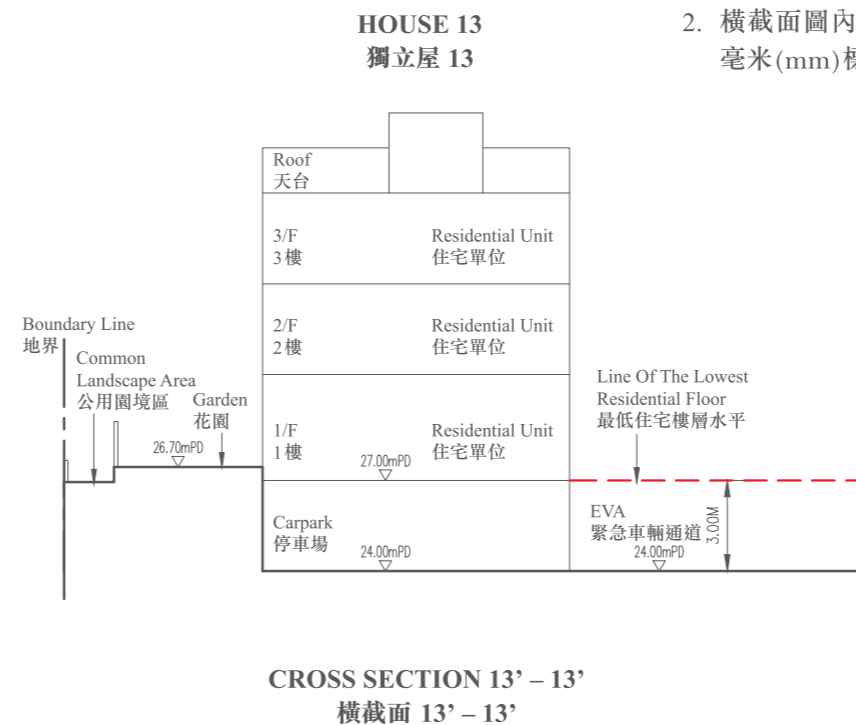 HOUSE 13
獨立屋 13
2. 橫截面圖內
毫米(mm)
Roof
天台
3/F
3樓
Residential Unit
住宅單位
2/F
2樓
Residential Unit
住宅單位
Boundary Line
地界
Common
Landscape Area
公用園境區
Garden
花園
26.70mPD
1/F
1樓
Residential Unit
住宅單位
27.00mPD
Line Of The Lowest
Residential Floor
最低住宅樓層水平
Carpark
停車場
24.00mPD
EVA
緊急車輛通道
24.00mPD
3.00M
CROSS SECTION 13’ – 13’
橫截面 13’ – 13’